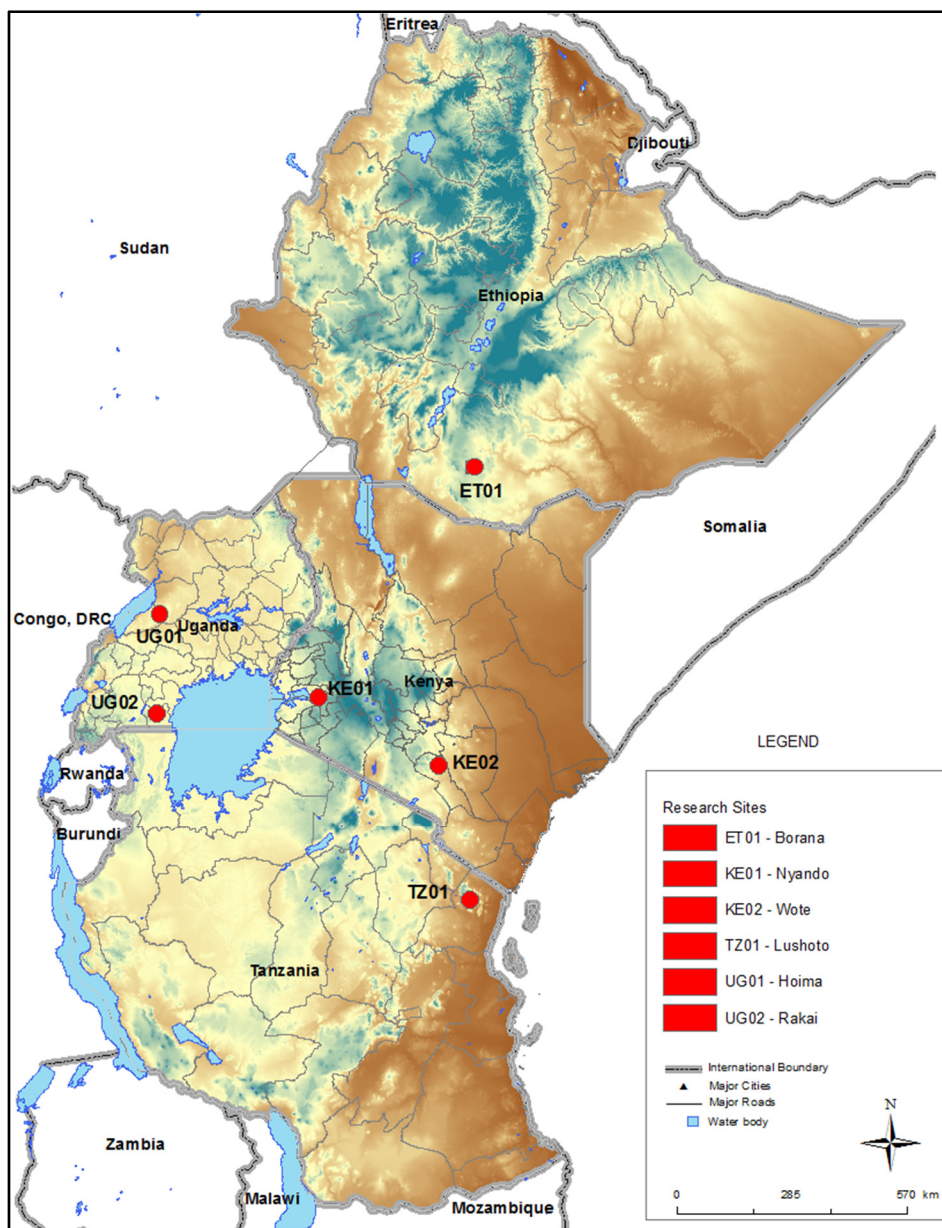 Eritrea
Djibouti
Sudan
Ethiopia
ET01
Somalia
Congo, DRC
UG01
Uganda
UG02
KE01
Kenya
KE02
Rwanda
Burundi
TZ01
Tanzania
Zambia
Malawi
Mozambique
LEGEND
Research Sites
ET01 - Borana
KE01 - Nyando
KE02 - Wote
TZ01 - Lushoto
UG01 - Hoima
UG02 - Rakai
International Boundary
Major Cities
Major Roads
Water body
N
0 285 570 km